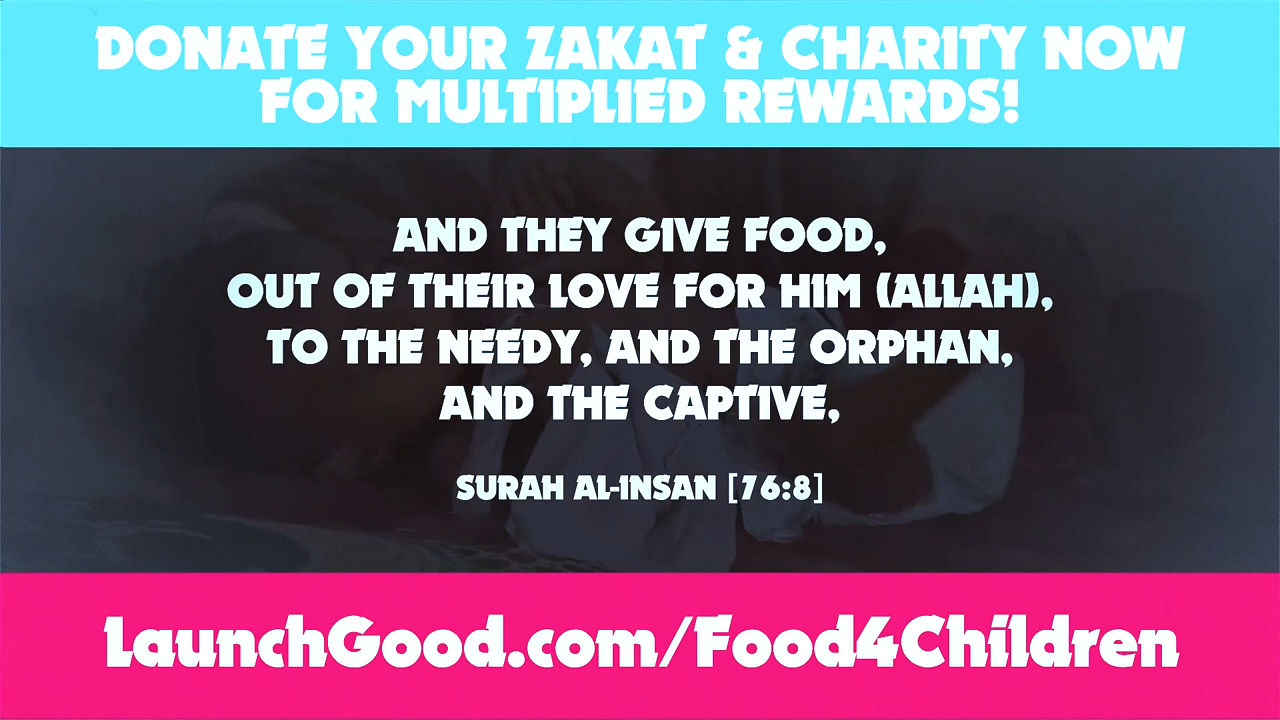 DONATE YOUR ZAKAT & CHARITY NOW
FOR MULTIPLIED REWARDS!
AND THEY GIVE FOOD,
OUT OF THEIR LOVE FOR HIM (ALLAH),
TO THE NEEDY, AND THE ORPHAN,
AND THE CAPTIVE,
SURAH AL-INSAN [76:8]
LaunchGood.com/Food4Children